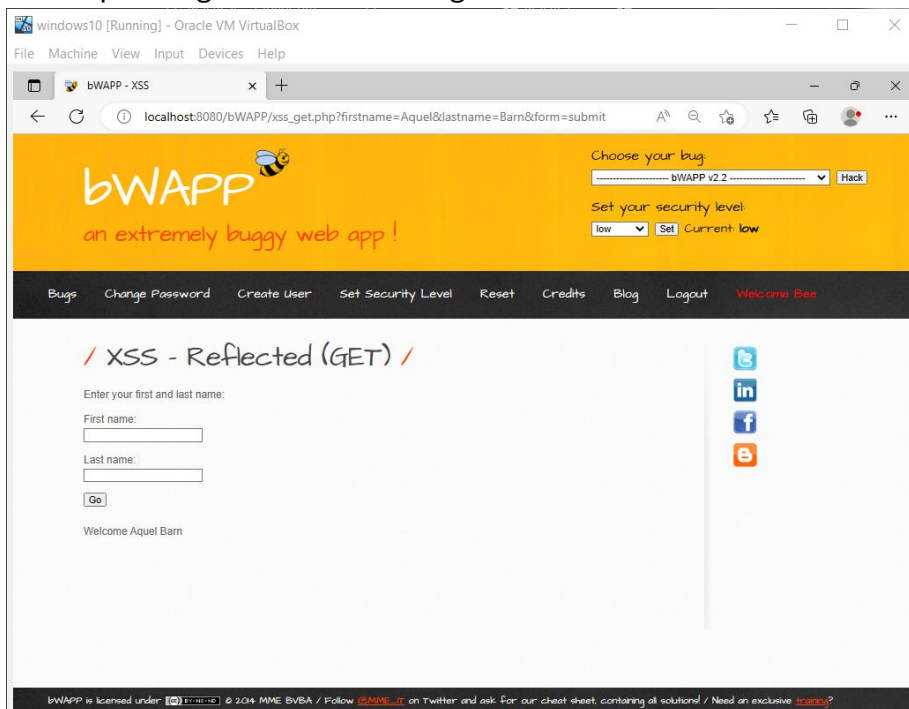 windows10 [Running] - Oracle VM VirtualBox
File Machine View Input Devices Help
bWAPP - XSS
localhost:8080/bWAPP/xss_get.php?firstname=Aquel&lastname=Barn&form=submit
bWAPP
an extremely buggy web app !
Choose your bug:
---------------------- bWAPP v2.2 ----------------------
Hack
Set your security level:
low Set Current: low
Bugs Change Password Create User Set Security Level Reset Credits Blog Logout Welcome Bee
/ XSS - Reflected (GET) /
Enter your first and last name:
First name:
Last name:
Go
Welcome Aquel Barn
bWAPP is licensed under (cc) BY-NC-ND © 2014 MME BVBA / Follow @MME_IT on Twitter and ask for our cheat sheet, containing all solutions! / Need an exclusive training?